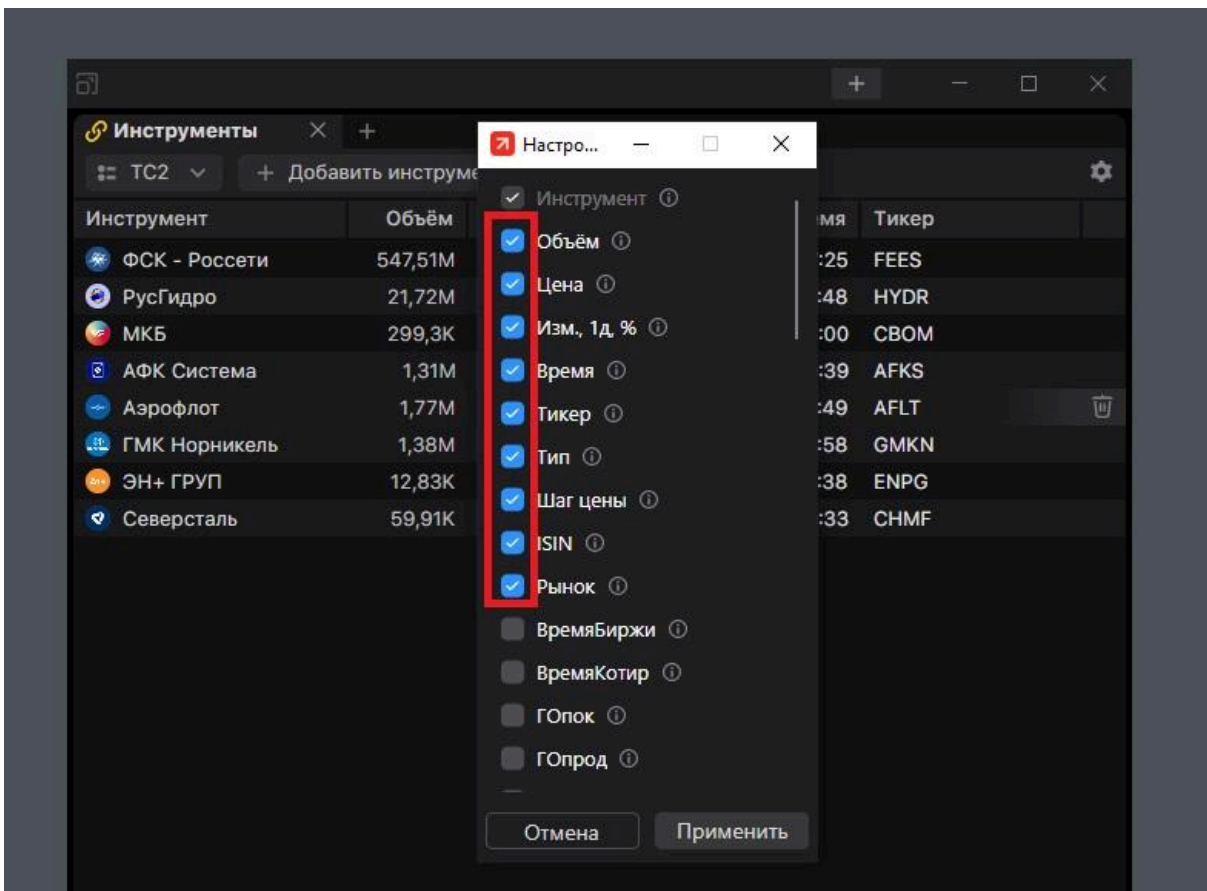 Инструменты
Настро...
ТС2
Добавить инструме
Инструмент
Объём
мя
Тикер
ФСК - Россети
547,51M
:25
FEES
РусГидро
21,72M
:48
HYDR
МКБ
299,3K
:00
CBOM
АФК Система
1,31M
:39
AFKS
Аэрофлот
1,77M
:49
AFLT
ГМК Норникель
1,38M
:58
GMKN
ЭН+ ГРУП
12,83K
:38
ENPG
Северсталь
59,91K
:33
CHMF
Инструмент
Объём
Цена
Изм., 1д, %
Время
Тикер
Тип
Шаг цены
ISIN
Рынок
ВремяБиржи
ВремяКотир
ГОпок
ГОпрод
Отмена
Применить